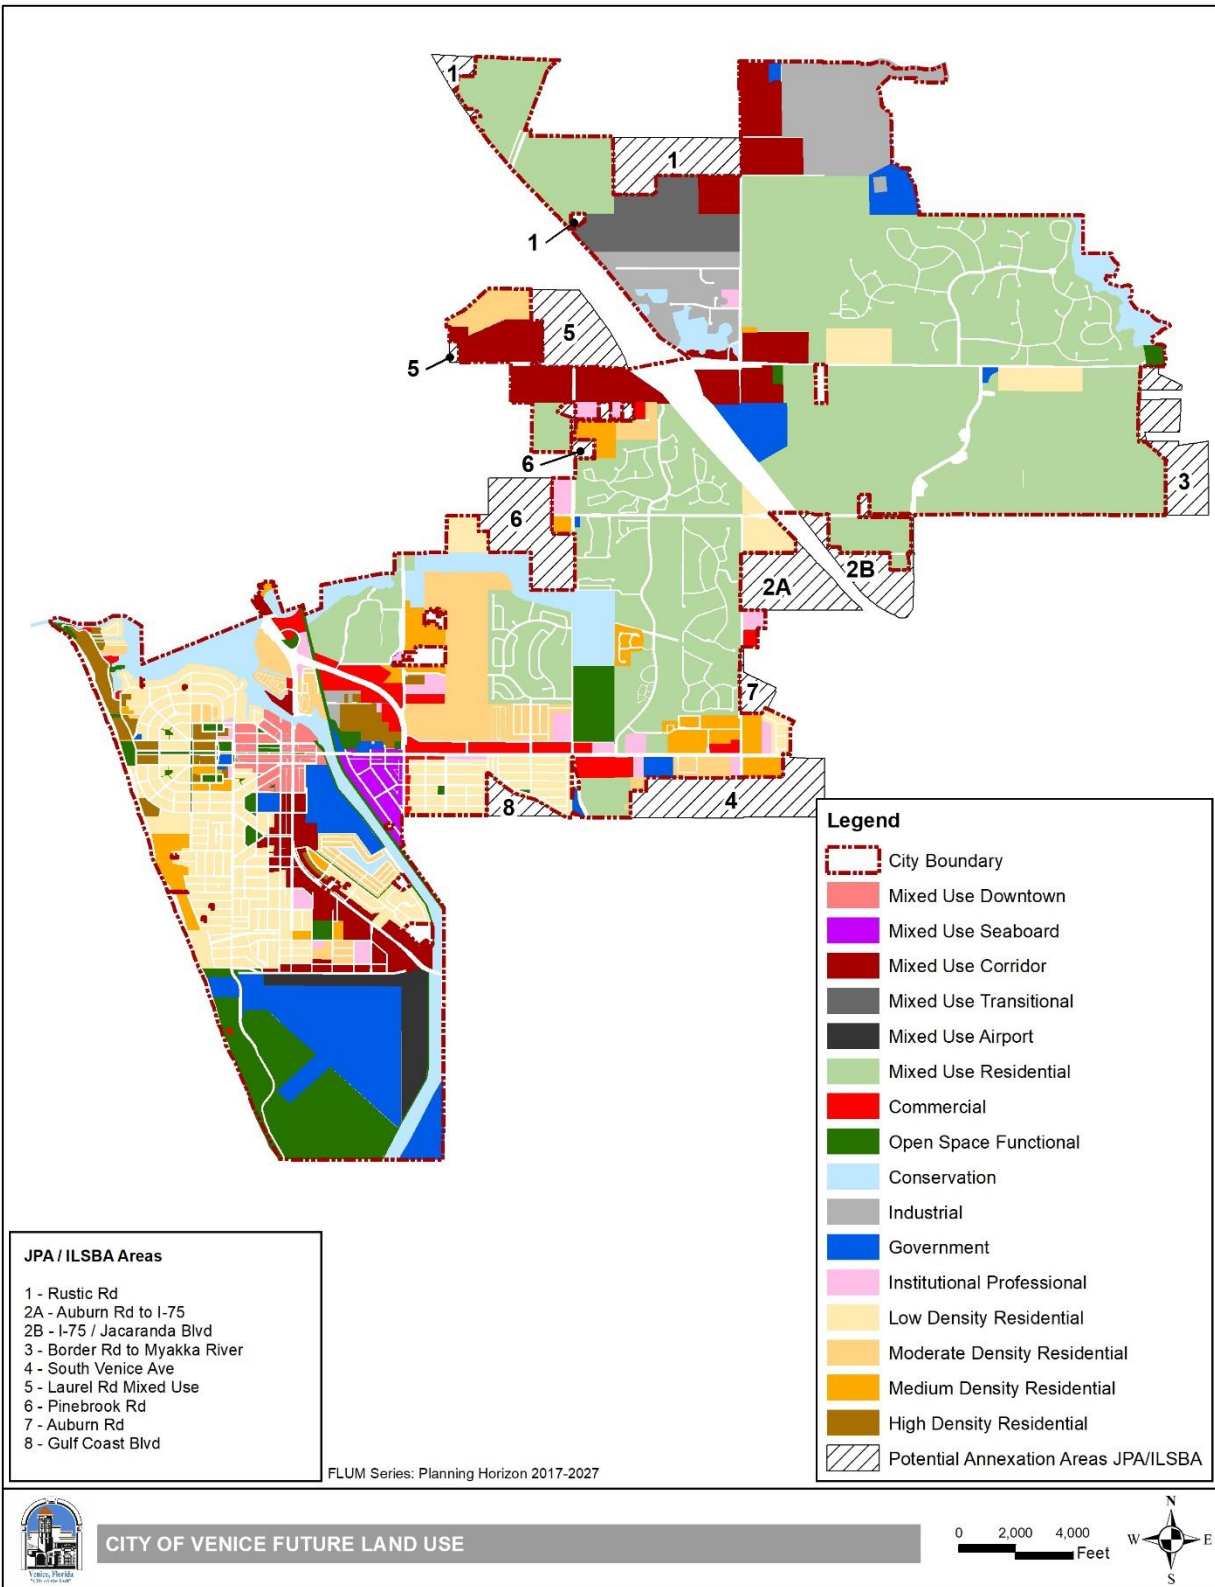 1
1
1
5
5
6
6
3
2A
2B
7
8
4
Legend
City Boundary
Mixed Use Downtown
Mixed Use Seaboard
Mixed Use Corridor
Mixed Use Transitional
Mixed Use Airport
Mixed Use Residential
Commercial
Open Space Functional
Conservation
Industrial
Government
Institutional Professional
Low Density Residential
Moderate Density Residential
Medium Density Residential
High Density Residential
Potential Annexation Areas JPA/ILSBA
JPA / ILSBA Areas
1 - Rustic Rd
2A - Auburn Rd to I-75
2B - I-75 / Jacaranda Blvd
3 - Border Rd to Myakka River
4 - South Venice Ave
5 - Laurel Rd Mixed Use
6 - Pinebrook Rd
7 - Auburn Rd
8 - Gulf Coast Blvd
FLUM Series: Planning Horizon 2017-2027
Venice, Florida
"City on the Gulf"
CITY OF VENICE FUTURE LAND USE
0 2,000 4,000
Feet
N
W E
S